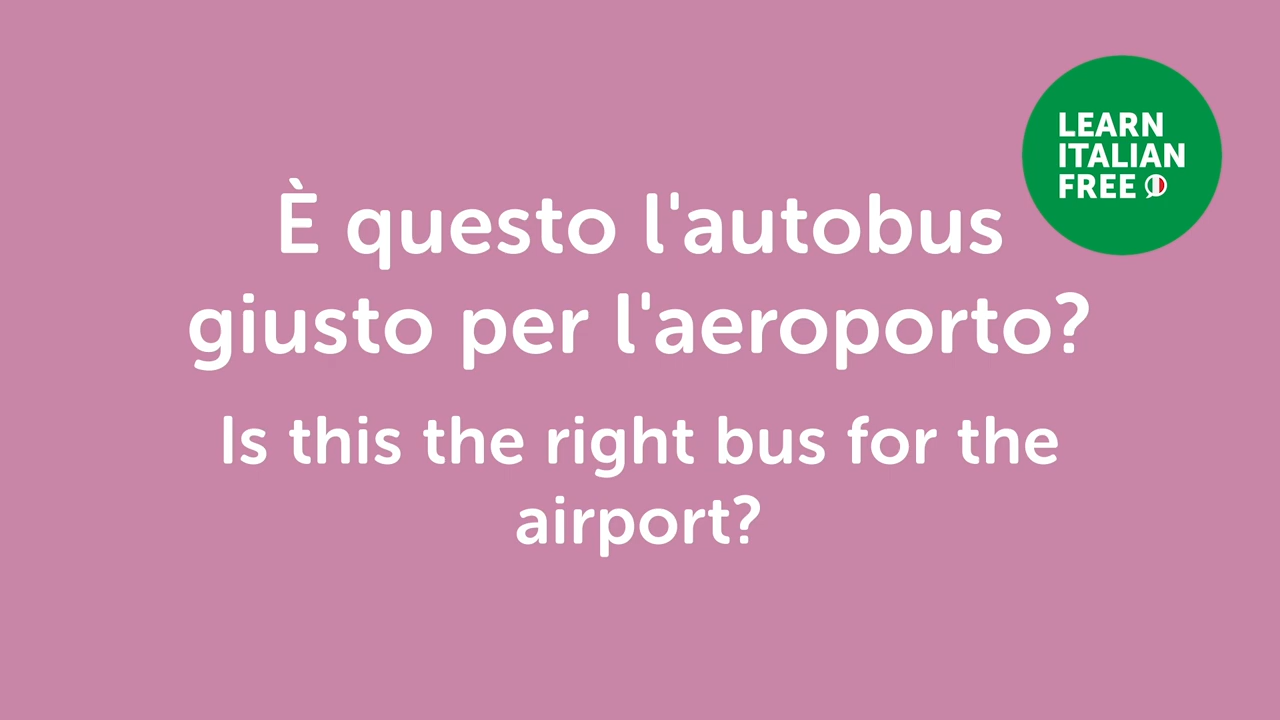 LEARN
ITALIAN
FREE
È questo l'autobus
giusto per l'aeroporto?
Is this the right bus for the
airport?